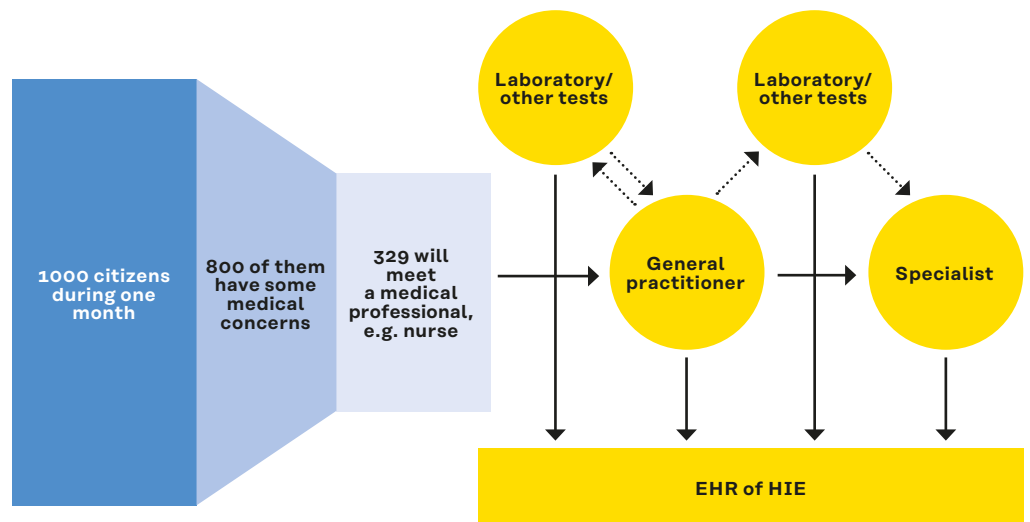 1000 citizens
during one
month
800 of them
have some
medical
concerns
329 will
meet
a medical
professional,
e.g. nurse
Laboratory/
other tests
Laboratory/
other tests
General
practitioner
Specialist
EHR of HIE